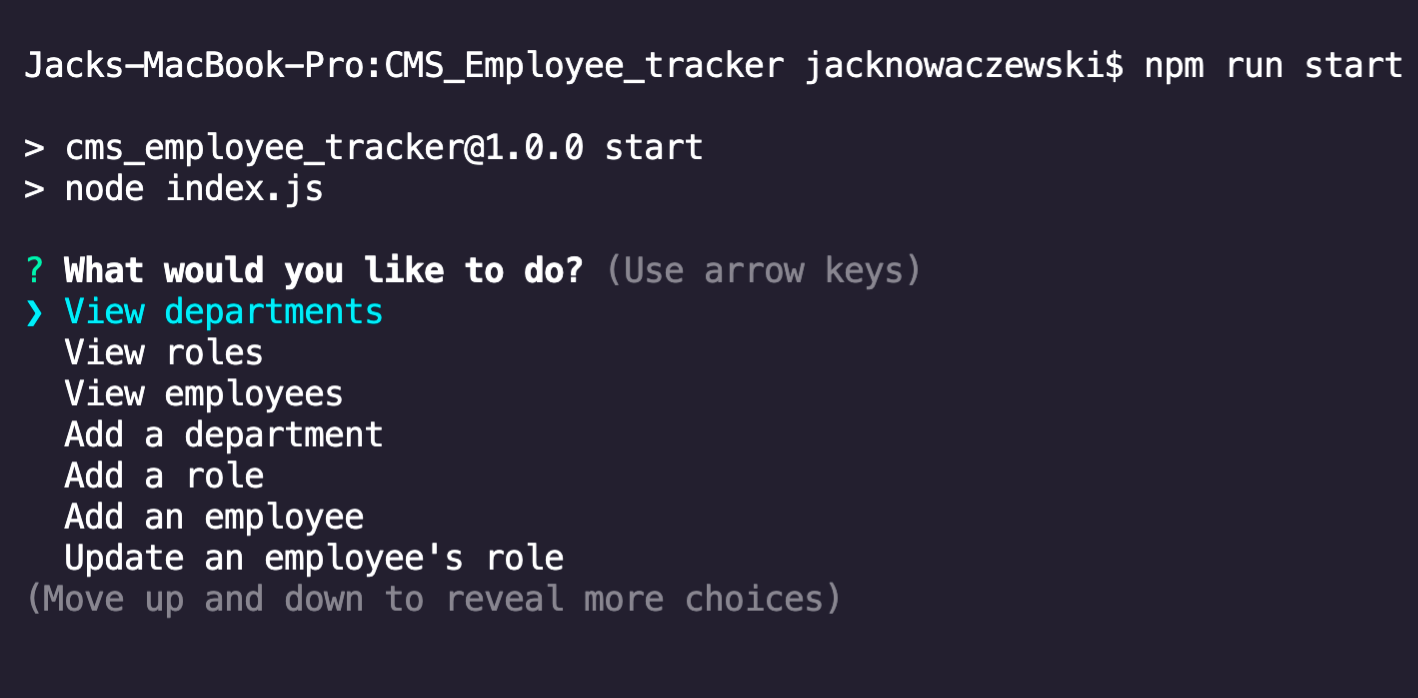 Jacks-MacBook-Pro:CMS_Employee_tracker jacknowaczewski$ npm run start
> cms_employee_tracker@1.0.0 start
> node index.js
? What would you like to do? (Use arrow keys)
❯ View departments
View roles
View employees
Add a department
Add a role
Add an employee
Update an employee's role
(Move up and down to reveal more choices)